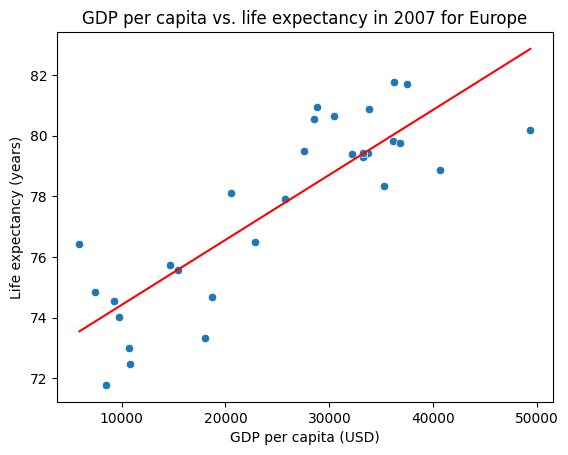 GDP per capita vs. life expectancy in 2007 for Europe
82
80
78
76
74
72
Life expectancy (years)
10000 20000 30000 40000 50000
GDP per capita (USD)